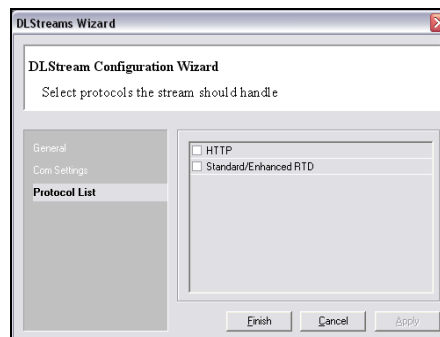 DLStreams Wizard
DLStream Configuration Wizard
Select protocols the stream should handle
General
Com Settings
Protocol List
HTTP
Standard/Enhanced RTD
Finish
Cancel
Apply